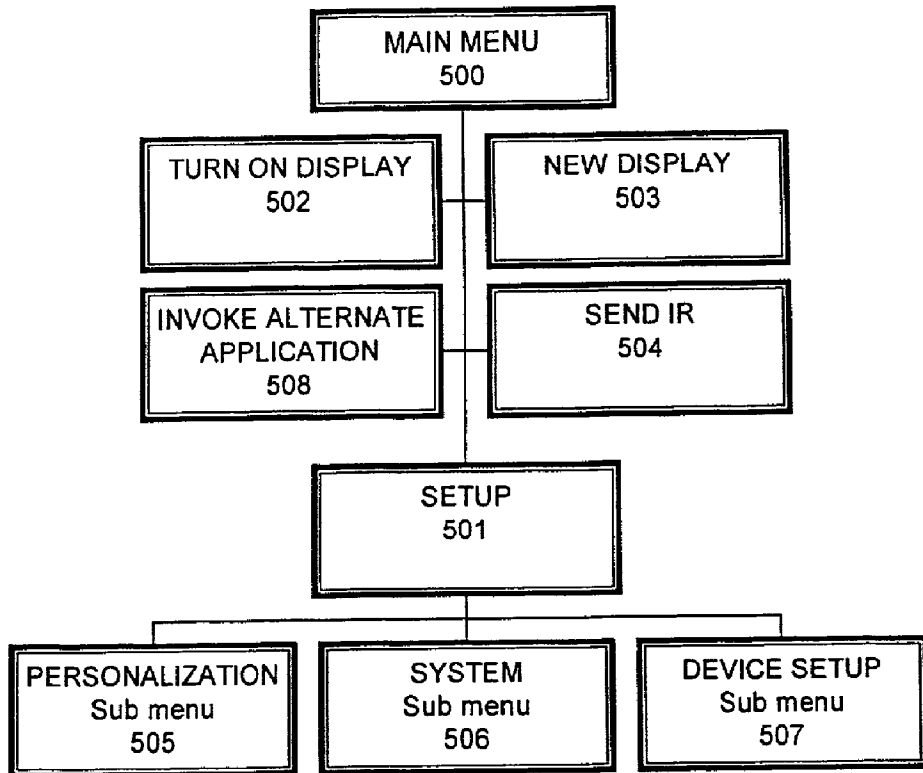 MAIN MENU
500
TURN ON DISPLAY
502
NEW DISPLAY
503
INVOKE ALTERNATE
APPLICATION
508
SEND IR
504
SETUP
501
PERSONALIZATION
Sub menu
505
SYSTEM
Sub menu
506
DEVICE SETUP
Sub menu
507